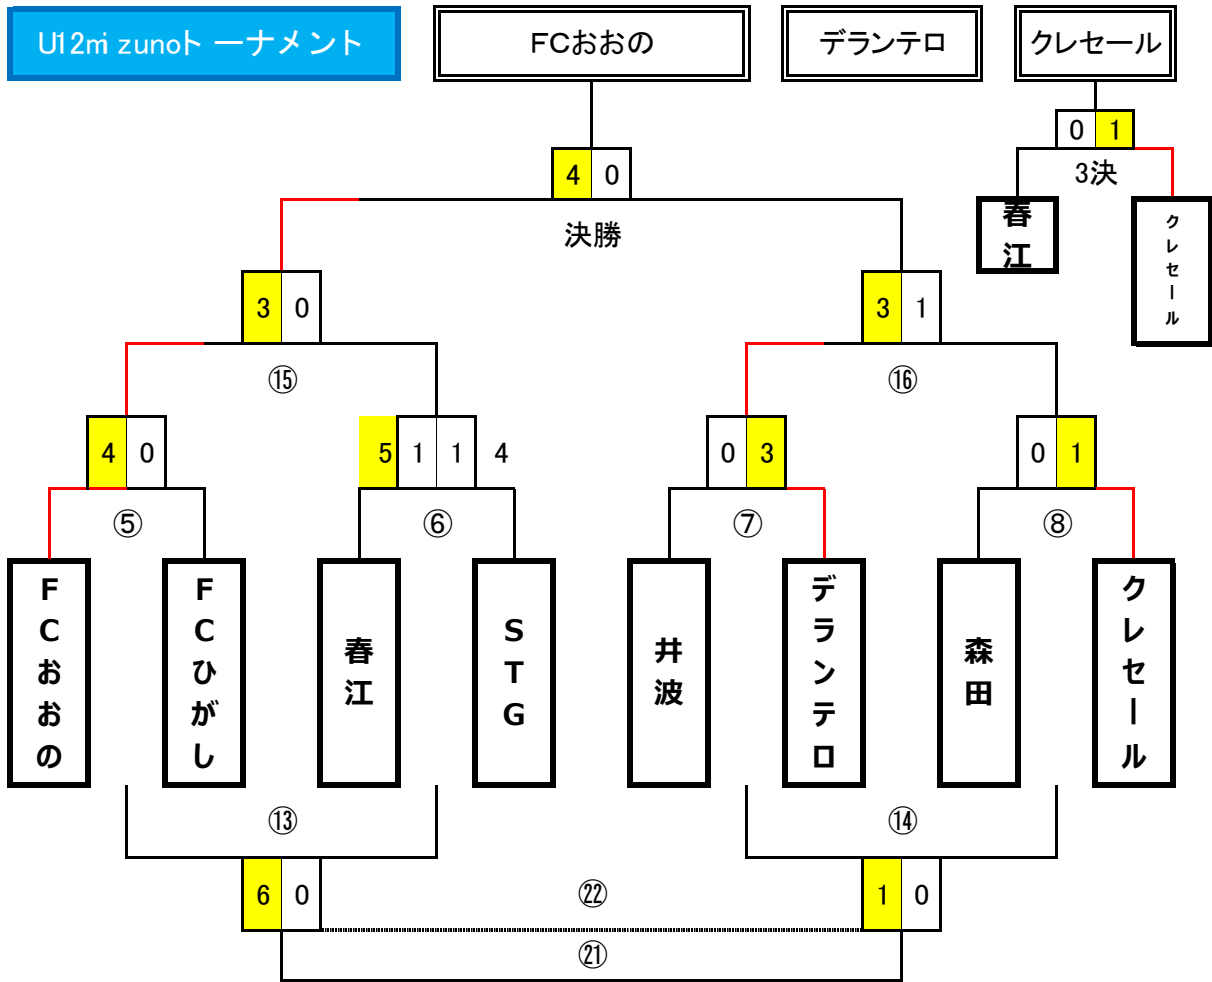 U12mizunoトーナメント
FCおおの
デランテロ
クレセール
0 1
3決
春江
クレセール
4 0
決勝
3 0
3 1
⑮
⑯
4 0
5 1 1 4
0 3
0 1
⑤
⑥
⑦
⑧
FCおおの
FCひがし
春江
STG
井波
デランテロ
森田
クレセール
⑬
⑭
6 0
㉒
1 0
㉑